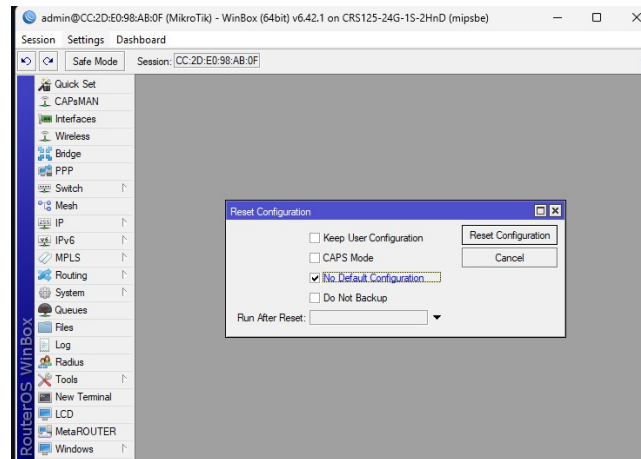 admin@CC:2D:E0:98:AB:0F (MikroTik) - WinBox (64bit) v6.42.1 on CRS125-24G-1S-2HnD (mipsbe)
Session Settings Dashboard
Safe Mode Session: CC:2D:E0:98:AB:0F
Quick Set
CAPsMAN
Interfaces
Wireless
Bridge
PPP
Switch
Mesh
IP
IPv6
MPLS
Routing
System
Queues
Files
Log
Radius
Tools
New Terminal
LCD
MetaROUTER
Windows
RouterOS WinBox
Reset Configuration
Keep User Configuration
Reset Configuration
CAPS Mode
Cancel
No Default Configuration
Do Not Backup
Run After Reset: